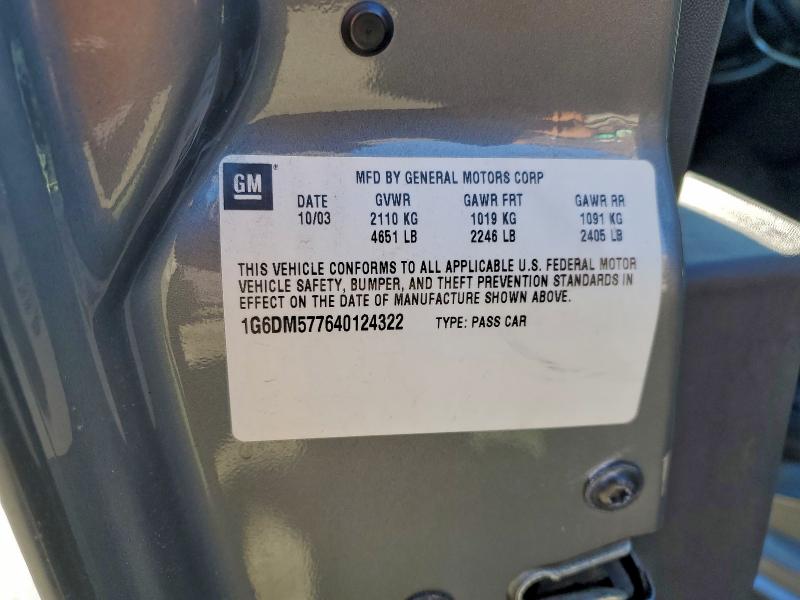 GM
MFD BY GENERAL MOTORS CORP
DATE GVWR GAWR FRT GAWR RR
10/03 2110 KG 1019 KG 1091 KG
4651 LB 2246 LB 2405 LB
THIS VEHICLE CONFORMS TO ALL APPLICABLE U.S. FEDERAL MOTOR
VEHICLE SAFETY, BUMPER, AND THEFT PREVENTION STANDARDS IN
EFFECT ON THE DATE OF MANUFACTURE SHOWN ABOVE.
1G6DM577640124322 TYPE: PASS CAR